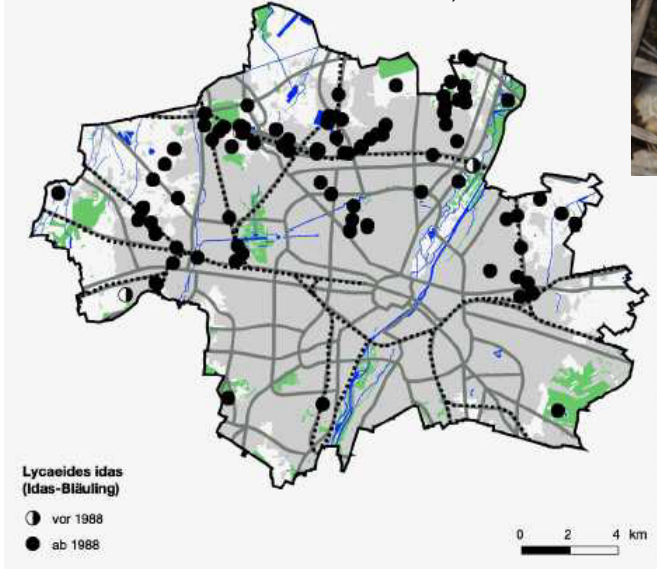 Lycaeides idas
(Idas-Bläuling)
vor 1988
ab 1988
0 2 4 km